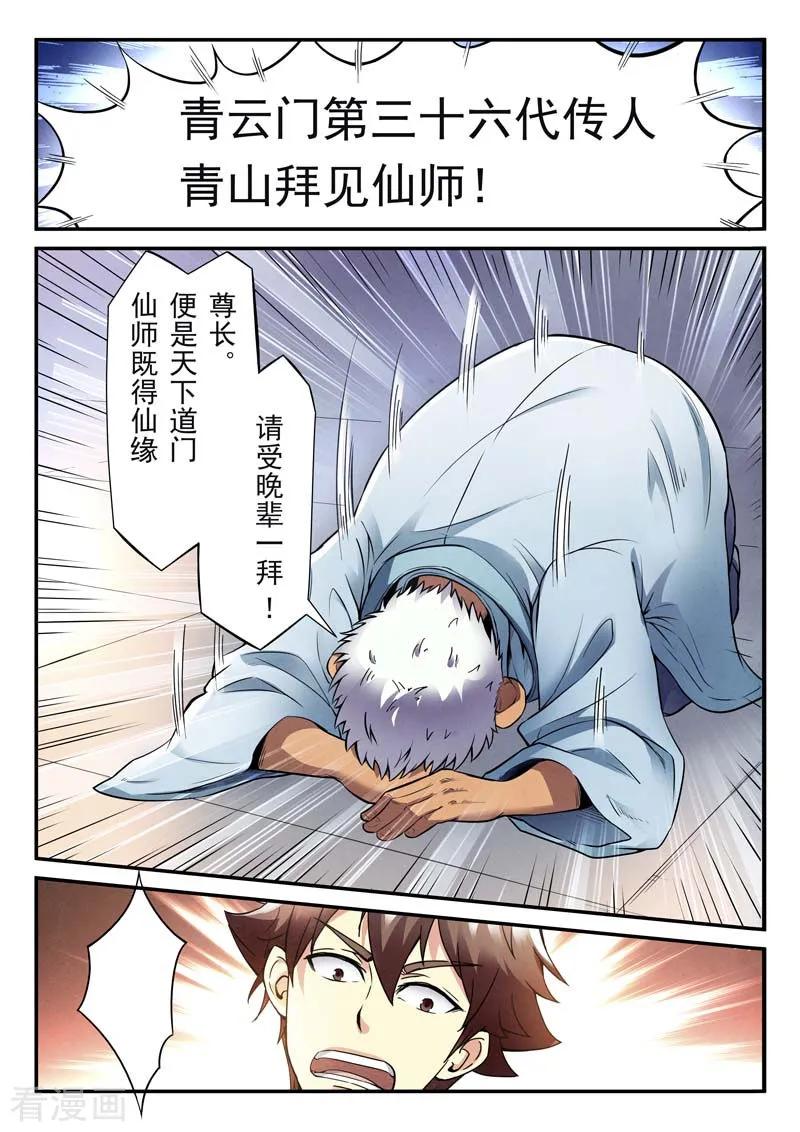 青云门第三十六代传人
青山拜见仙师！
尊长。
便是天下道门
仙师既得仙缘
请受晚辈一拜！
看漫画